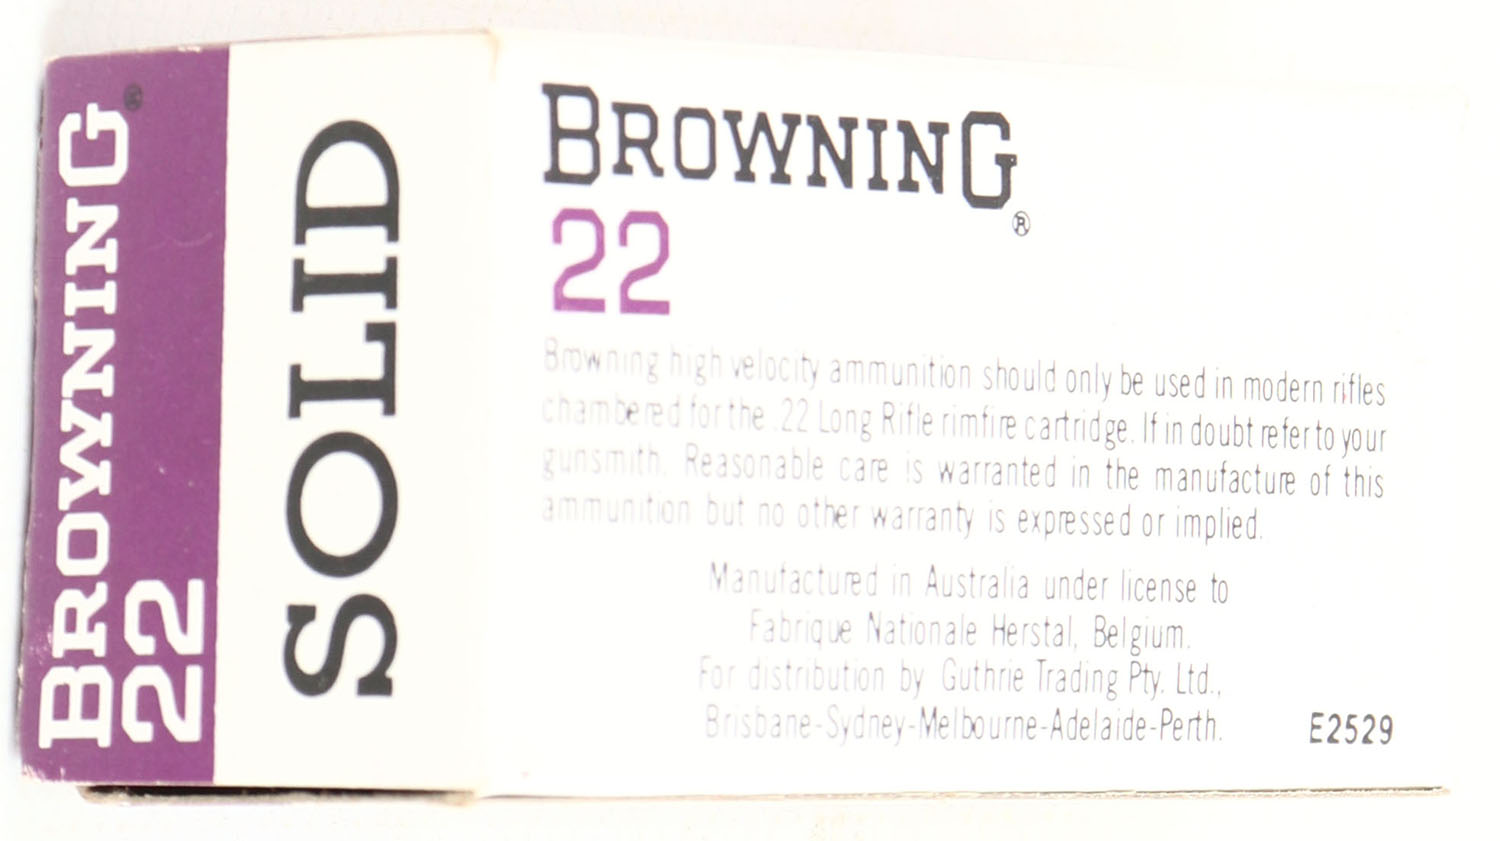 BROWNING®
22
SOLID
BROWNING®
22
Browning high velocity ammunition should only be used in modern rifles
chambered for the .22 Long Rifle rimfire cartridge. If in doubt refer to your
gunsmith. Reasonable care is warranted in the manufacture of this
ammunition but no other warranty is expressed or implied.
Manufactured in Australia under license to
Fabrique Nationale Herstal, Belgium.
For distribution by Guthrie Trading Pty. Ltd.,
Brisbane-Sydney-Melbourne-Adelaide-Perth.
E2529